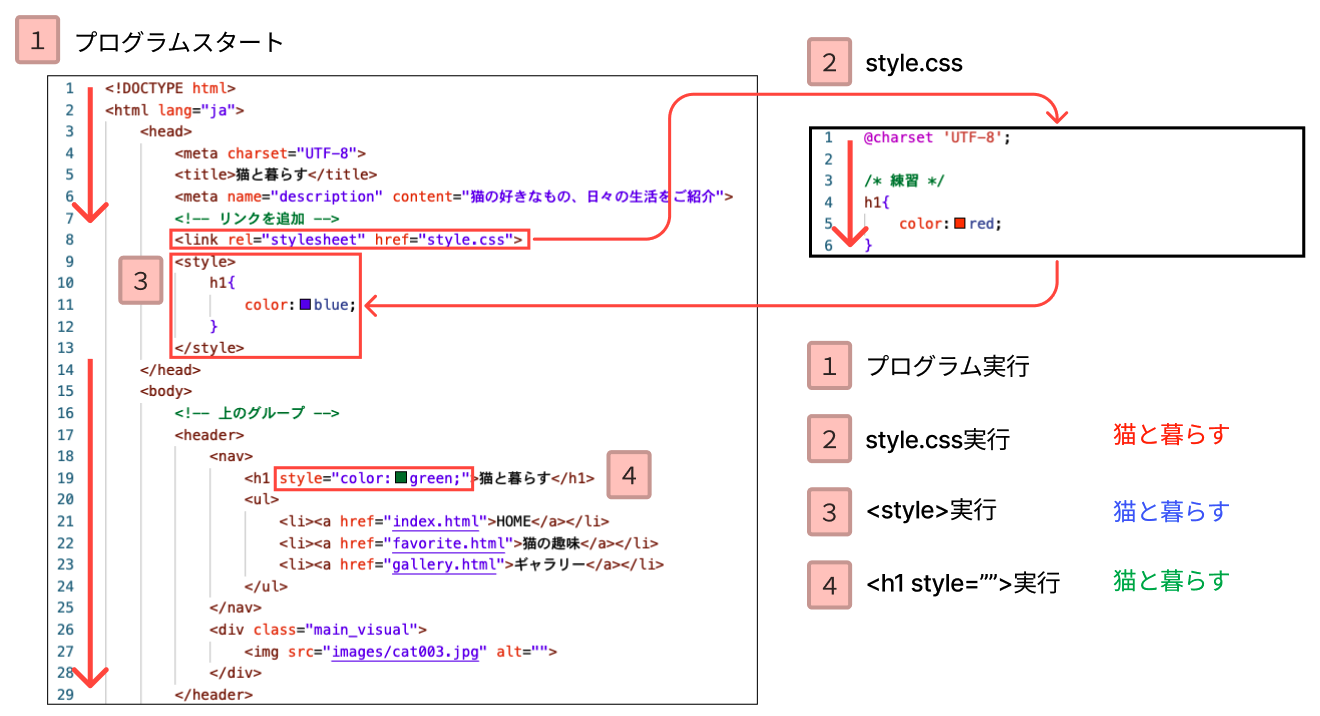 1 プログラムスタート
1 <!DOCTYPE html>
2 <html lang="ja">
3 <head>
4 <meta charset="UTF-8">
5 <title>猫と暮らす</title>
6 <meta name="description" content="猫の好きなもの、日々の生活をご紹介">
7 <!-- リンクを追加 -->
8 <link rel="stylesheet" href="style.css">
3
9 <style>
10 h1{
11 color: blue;
12 }
13 </style>
14 </head>
15 <body>
16 <!-- 上のグループ -->
17 <header>
18 <nav>
19 <h1 style="color: green;">猫と暮らす</h1>
4
20 <ul>
21 <li><a href="index.html">HOME</a></li>
22 <li><a href="favorite.html">猫の趣味</a></li>
23 <li><a href="gallery.html">ギャラリー</a></li>
24 </ul>
25 </nav>
26 <div class="main_visual">
27 <img src="images/cat003.jpg" alt="">
28 </div>
29 </header>
2 style.css
1 @charset 'UTF-8';
2
3 /* 練習 */
4 h1{
5 color: red;
6 }
1 プログラム実行
2 style.css実行 猫と暮らす
3 <style>実行 猫と暮らす
4 <h1 style=””>実行 猫と暮らす